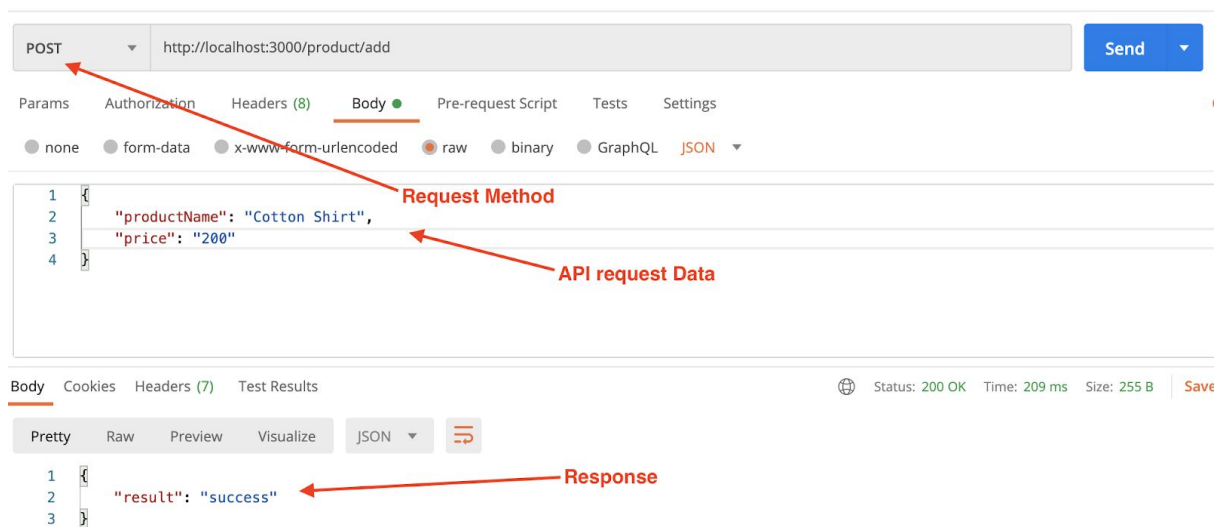 POST http://localhost:3000/product/add Send
Params Authorization Headers (8) Body Pre-request Script Tests Settings
none form-data x-www-form-urlencoded raw binary GraphQL JSON
Request Method
1 {
2 "productName": "Cotton Shirt",
3 "price": "200"
4 }
API request Data
Body Cookies Headers (7) Test Results Status: 200 OK Time: 209 ms Size: 255 B Save
Pretty Raw Preview Visualize JSON
1 {
2 "result": "success"
3 }
Response